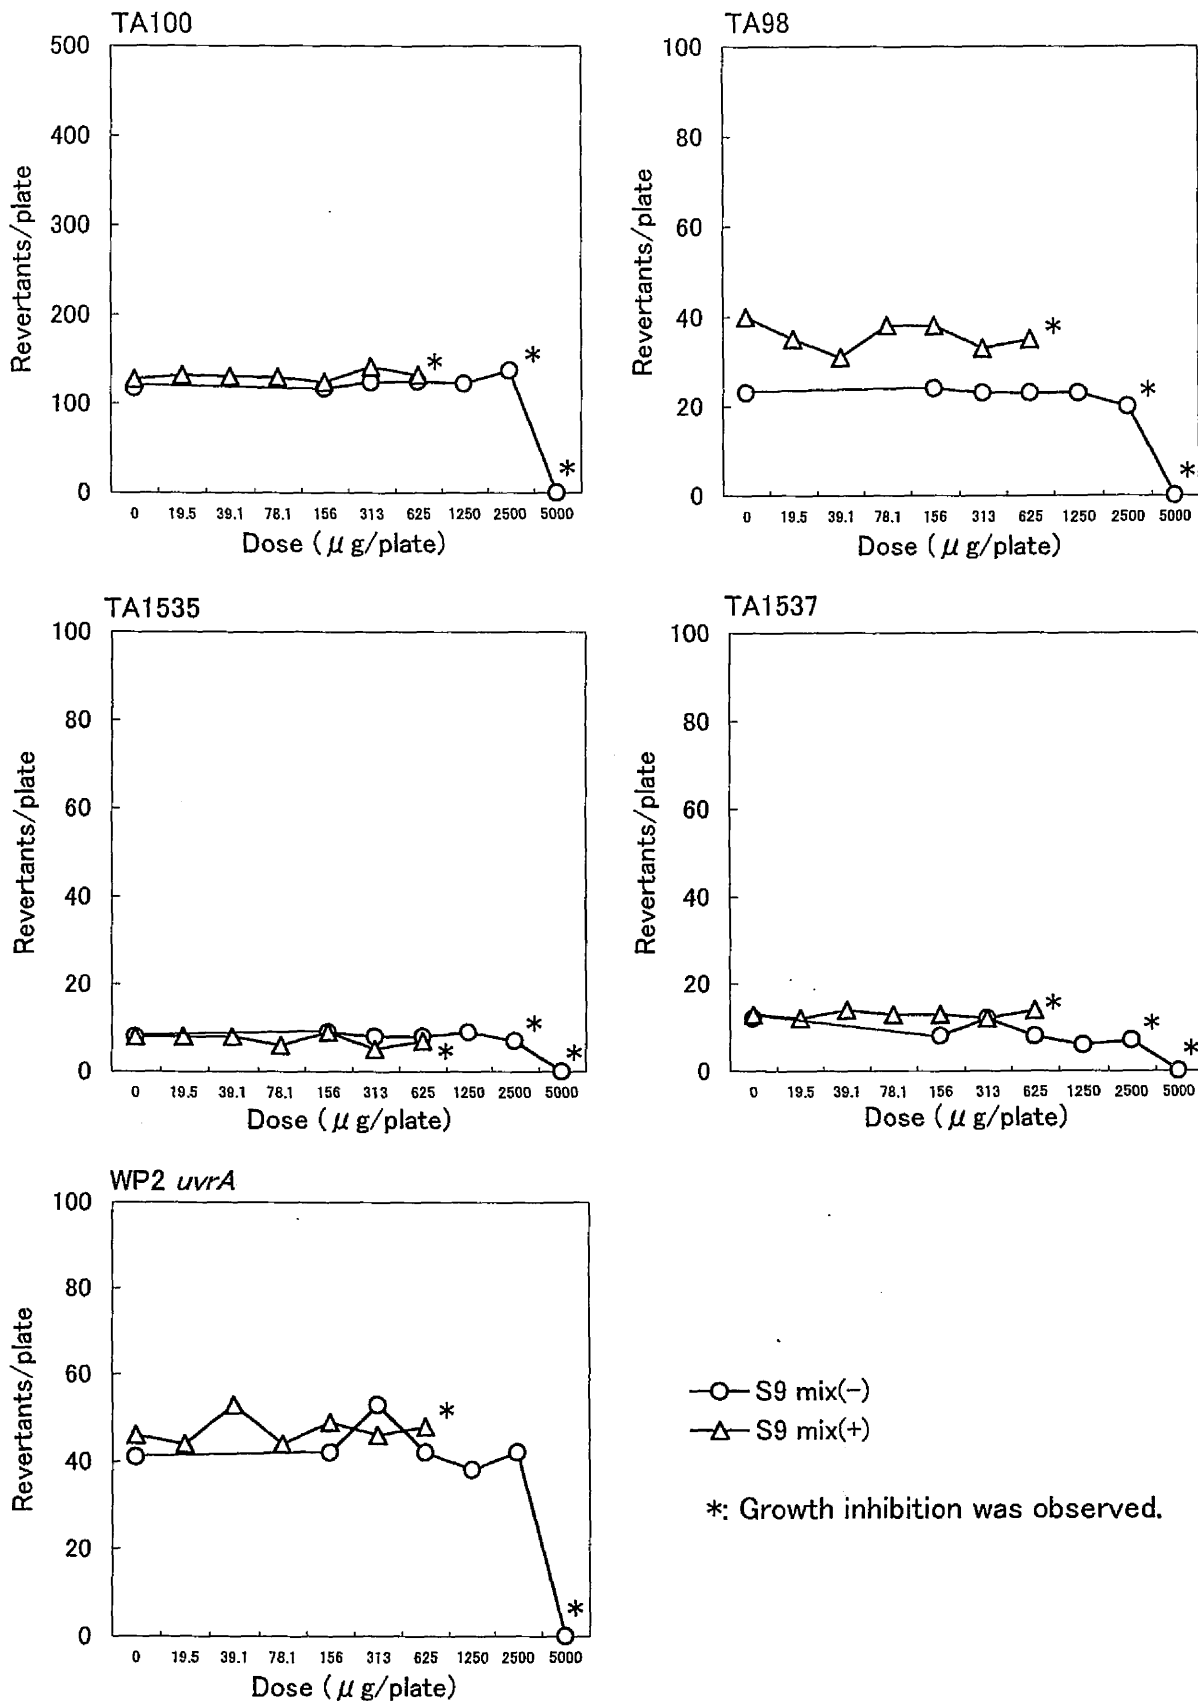 TA100
500
400
300
200
100
0
Revertants/plate
0 19.5 39.1 78.1 156 313 625 1250 2500 5000
Dose (μg/plate)
* * *
TA98
100
80
60
40
20
0
Revertants/plate
0 19.5 39.1 78.1 156 313 625 1250 2500 5000
Dose (μg/plate)
* * *
TA1535
100
80
60
40
20
0
Revertants/plate
0 19.5 39.1 78.1 156 313 625 1250 2500 5000
Dose (μg/plate)
* * *
TA1537
100
80
60
40
20
0
Revertants/plate
0 19.5 39.1 78.1 156 313 625 1250 2500 5000
Dose (μg/plate)
* * *
WP2 uvrA
100
80
60
40
20
0
Revertants/plate
0 19.5 39.1 78.1 156 313 625 1250 2500 5000
Dose (μg/plate)
* *
S9 mix(-)
S9 mix(+)
*: Growth inhibition was observed.